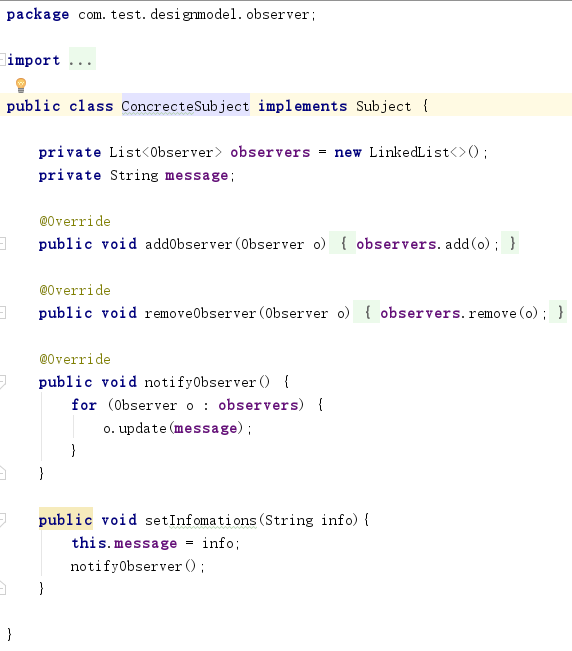 package com.test.designmodel.observer;
import ...
public class ConcrecteSubject implements Subject {
private List<Observer> observers = new LinkedList<>();
private String message;
@Override
public void addObserver(Observer o) { observers.add(o); }
@Override
public void removeObserver(Observer o) { observers.remove(o); }
@Override
public void notifyObserver() {
for (Observer o : observers) {
o.update(message);
}
}
public void setInfomations(String info){
this.message = info;
notifyObserver();
}
}